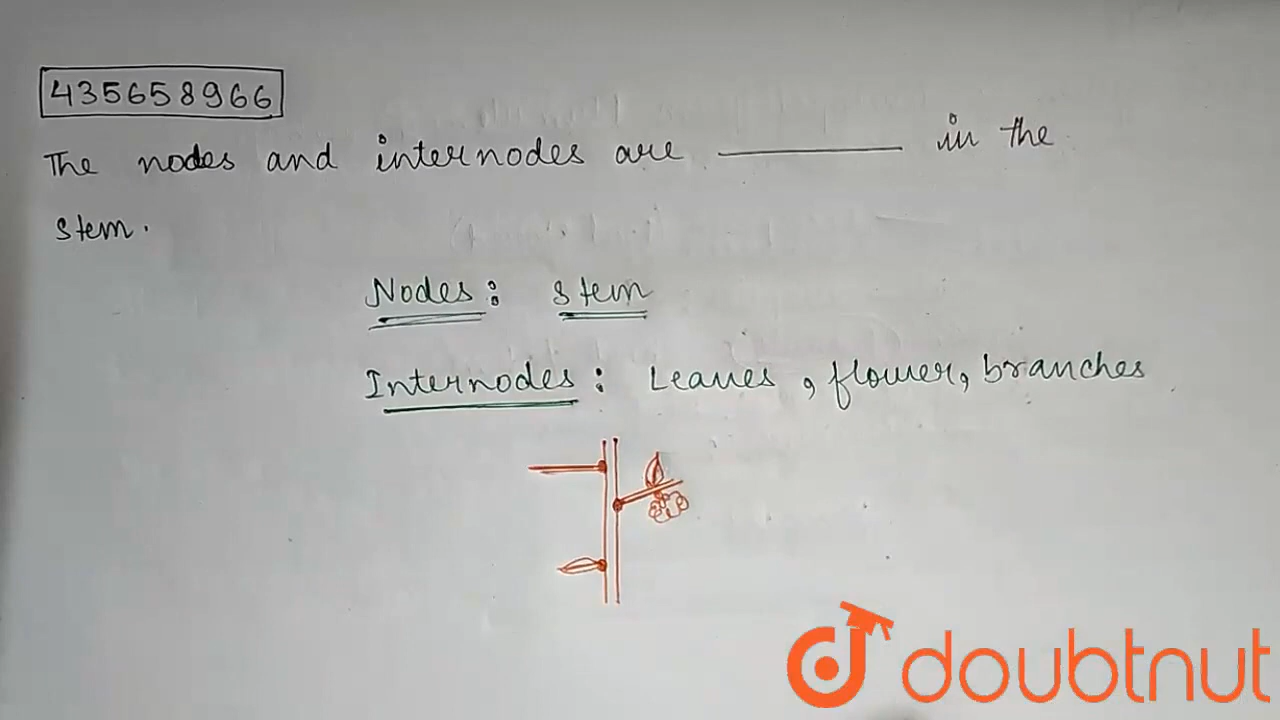 435658966
The nodes and internodes are ________ in the
stem.
Nodes: stem
Internodes: Leaves, flower, branches
doubtnut